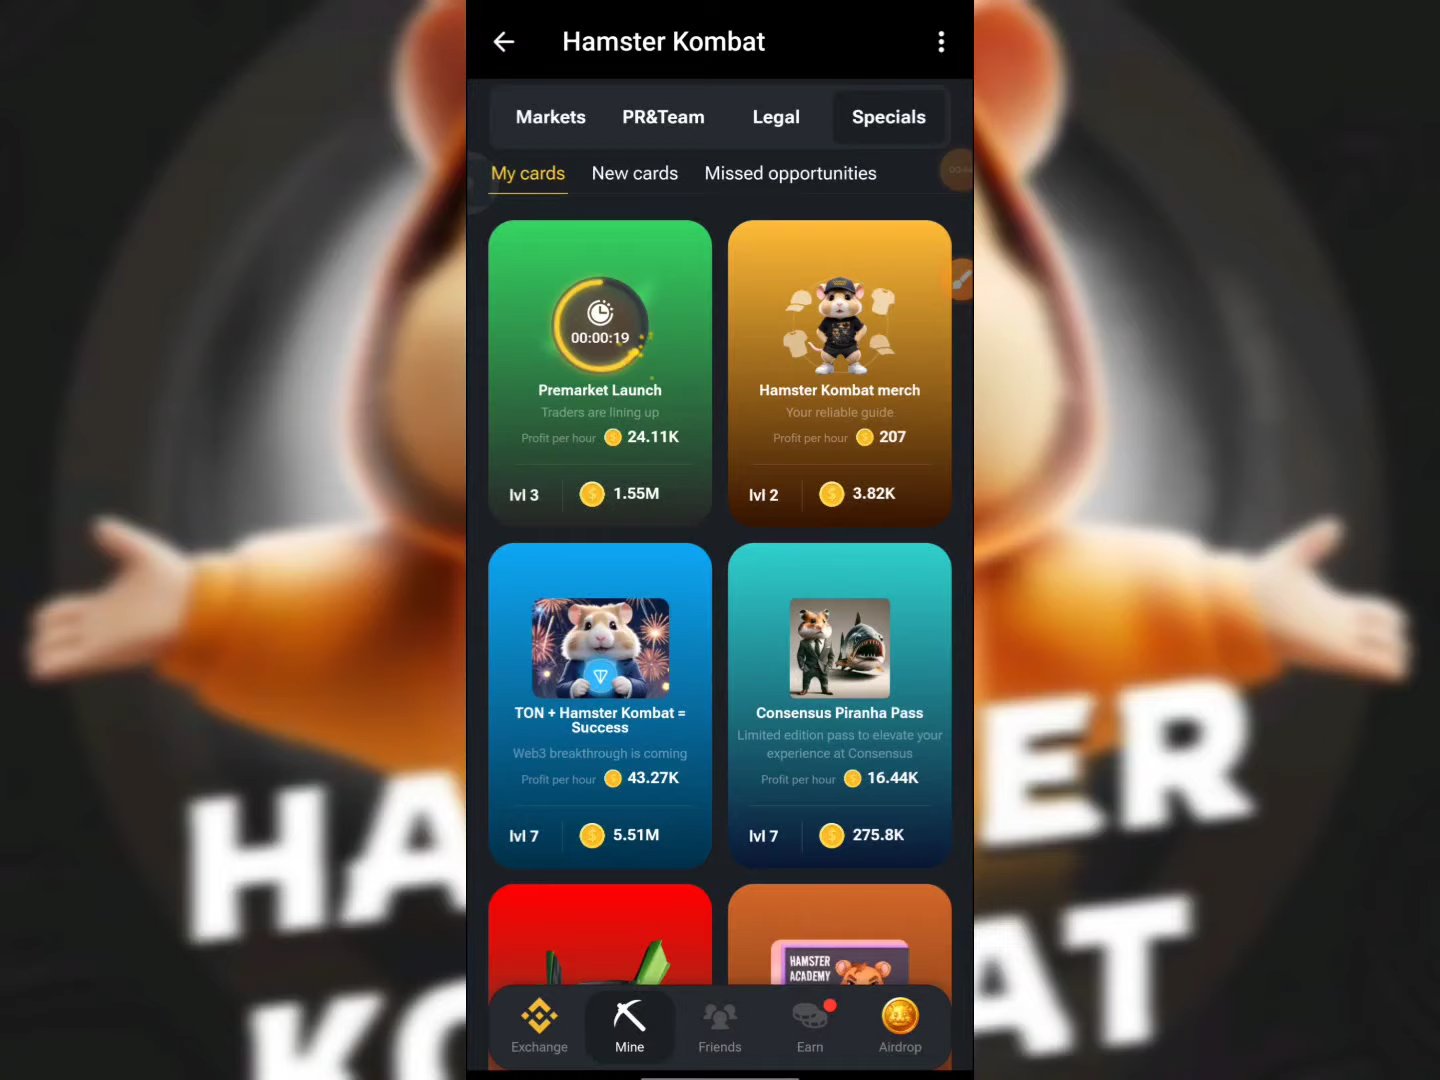 Hamster Kombat
Markets PR&Team Legal Specials
My cards New cards Missed opportunities
00:00:19
Premarket Launch
Traders are lining up
Profit per hour 24.11K
lvl 3 1.55M
Hamster Kombat merch
Your reliable guide
Profit per hour 207
lvl 2 3.82K
TON + Hamster Kombat =
Success
Web3 breakthrough is coming
Profit per hour 43.27K
lvl 7 5.51M
Consensus Piranha Pass
Limited edition pass to elevate your
experience at Consensus
Profit per hour 16.44K
lvl 7 275.8K
HAMSTER
ACADEMY
Exchange Mine Friends Earn Airdrop
HA ER
KO AT